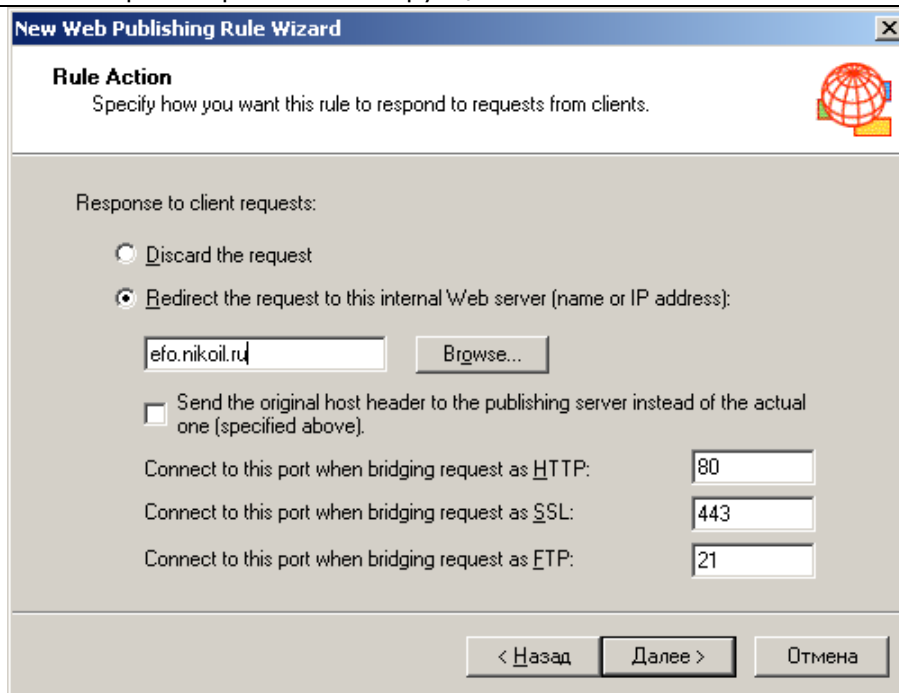 New Web Publishing Rule Wizard
Rule Action
Specify how you want this rule to respond to requests from clients.
Response to client requests:
Discard the request
Redirect the request to this internal Web server (name or IP address):
efo.nikoil.ru
Browse...
Send the original host header to the publishing server instead of the actual
one (specified above).
Connect to this port when bridging request as HTTP: 80
Connect to this port when bridging request as SSL: 443
Connect to this port when bridging request as FTP: 21
< Назад Далее > Отмена